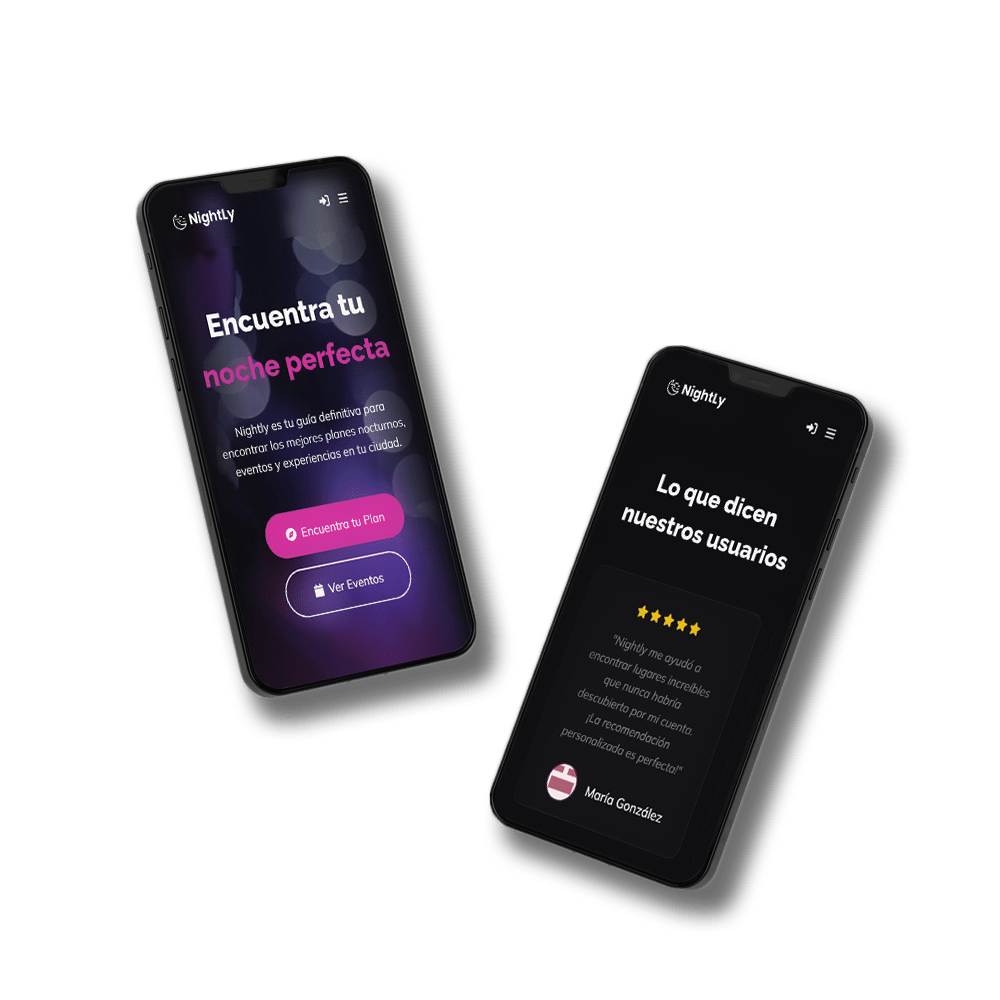 NightLy
Encuentra tu
noche perfecta
Nightly es tu guía definitiva para
encontrar los mejores planes nocturnos,
eventos y experiencias en tu ciudad.
Encuentra tu Plan
Ver Eventos
NightLy
Lo que dicen
nuestros usuarios
"Nightly me ayudó a
encontrar lugares increíbles
que nunca habría
descubierto por mi cuenta.
¡La recomendación
personalizada es perfecta!"
María González